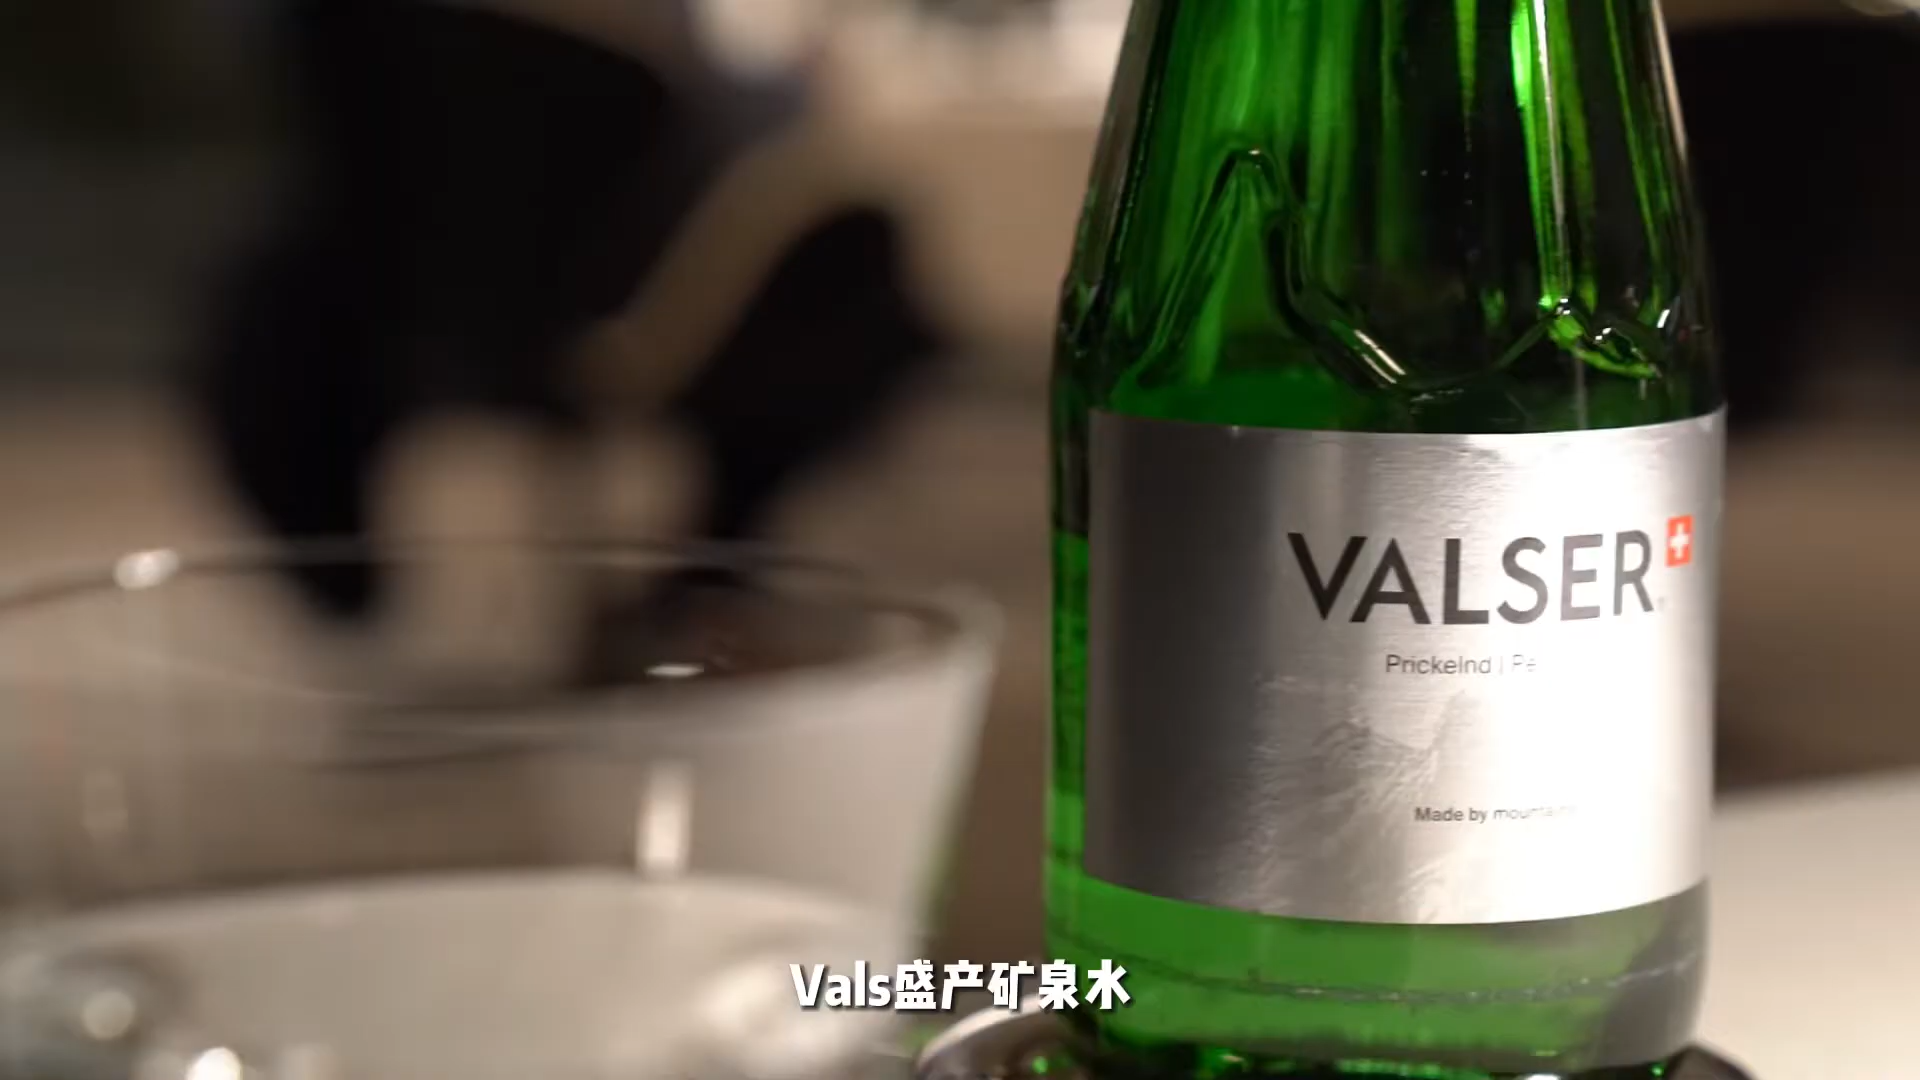 VALSER
Prickelnd |
Made by
Vals盛产矿泉水